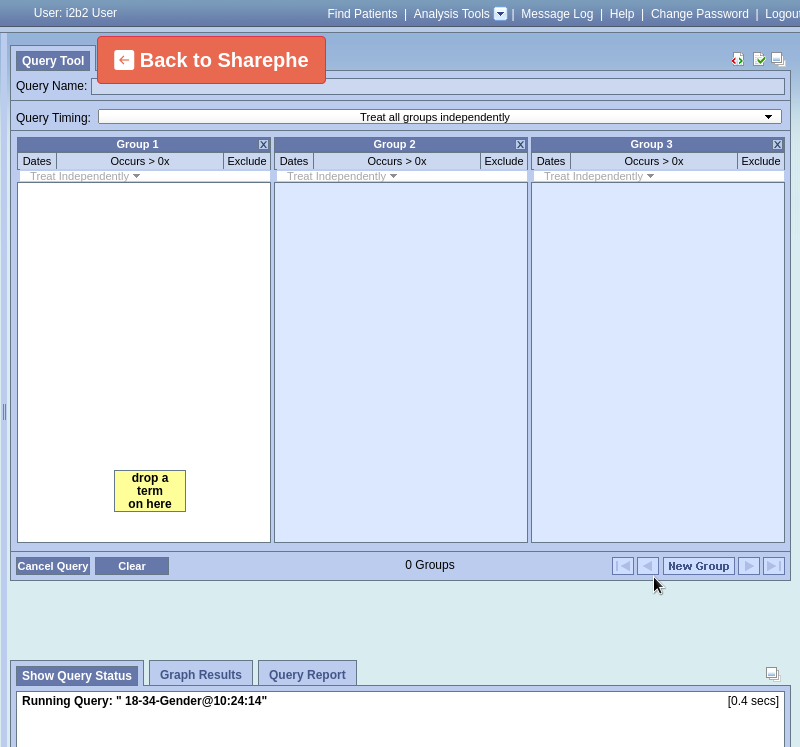 User: i2b2 User
Find Patients | Analysis Tools | Message Log | Help | Change Password | Logou
Query Tool
Back to Sharephe
Query Name:
Query Timing: Treat all groups independently
Group 1 X Group 2 X Group 3 X
Dates Occurs > 0x Exclude Dates Occurs > 0x Exclude Dates Occurs > 0x Exclude
Treat Independently Treat Independently Treat Independently
drop a
term
on here
Cancel Query Clear 0 Groups New Group
Show Query Status Graph Results Query Report
Running Query: " 18-34-Gender@10:24:14" [0.4 secs]